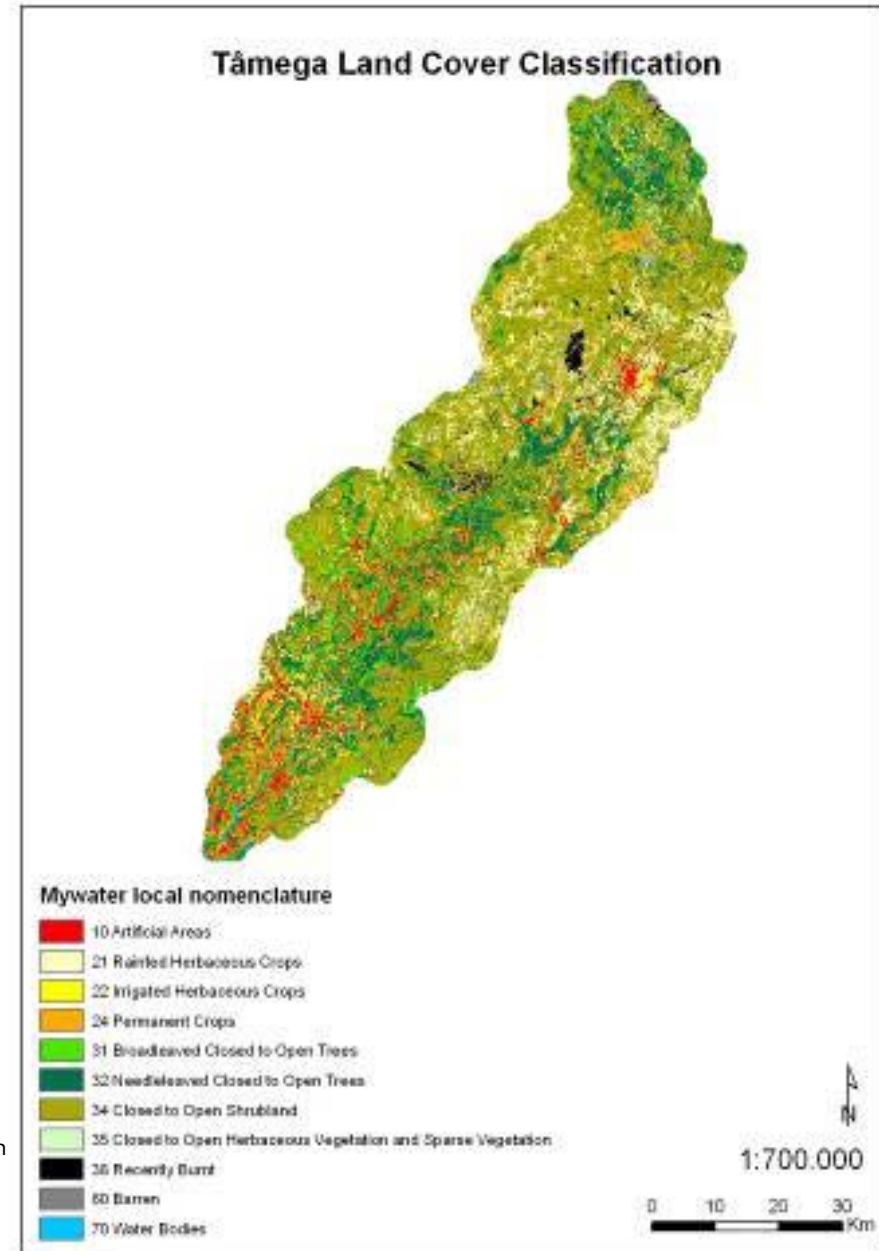 Tâmega Land Cover Classification
Mywater local nomenclature
10 Artificial Areas
21 Rainfed Herbaceous Crops
22 Irrigated Herbaceous Crops
24 Permanent Crops
31 Broadleaved Closed to Open Trees
32 Needleleaved Closed to Open Trees
34 Closed to Open Shrubland
35 Closed to Open Herbaceous Vegetation and Sparse Vegetation
Recently Burnt
60 Barren
70 Water Bodies
N
1:700.000
0 10 20 30
Km